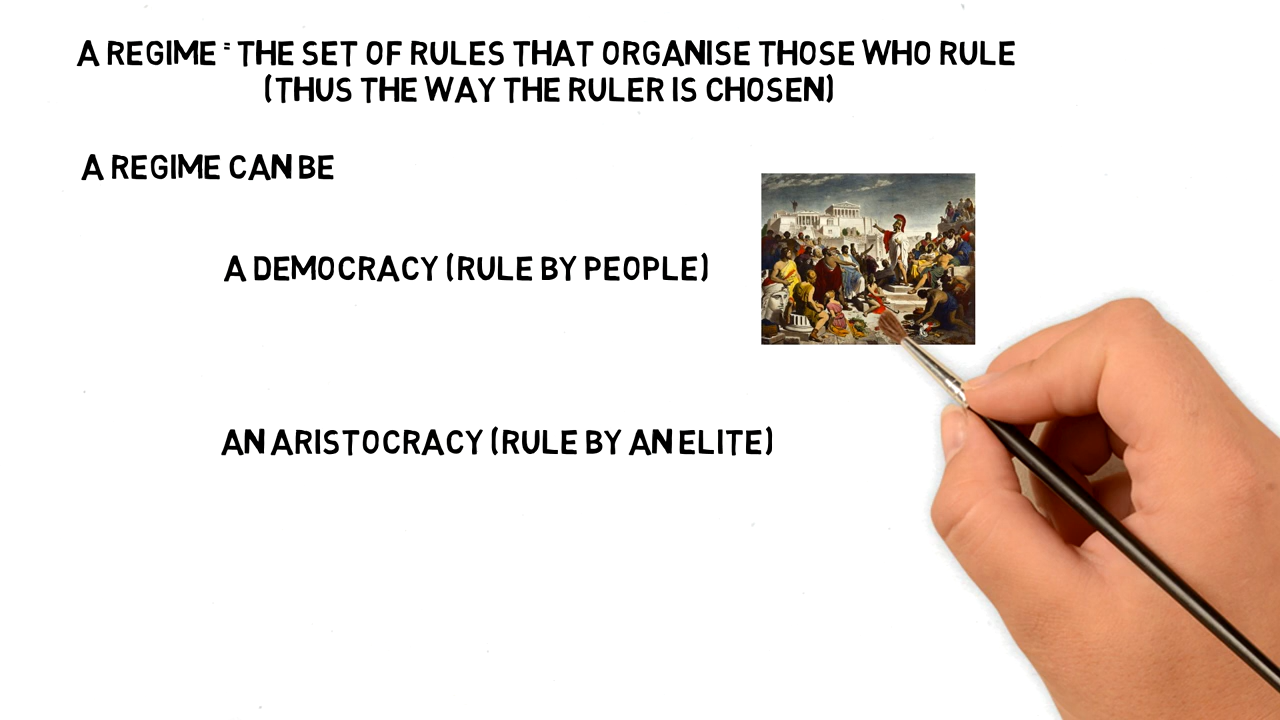 A REGIME = THE SET OF RULES THAT ORGANISE THOSE WHO RULE
(THUS THE WAY THE RULER IS CHOSEN)
A REGIME CAN BE
A DEMOCRACY (RULE BY PEOPLE)
AN ARISTOCRACY (RULE BY AN ELITE)